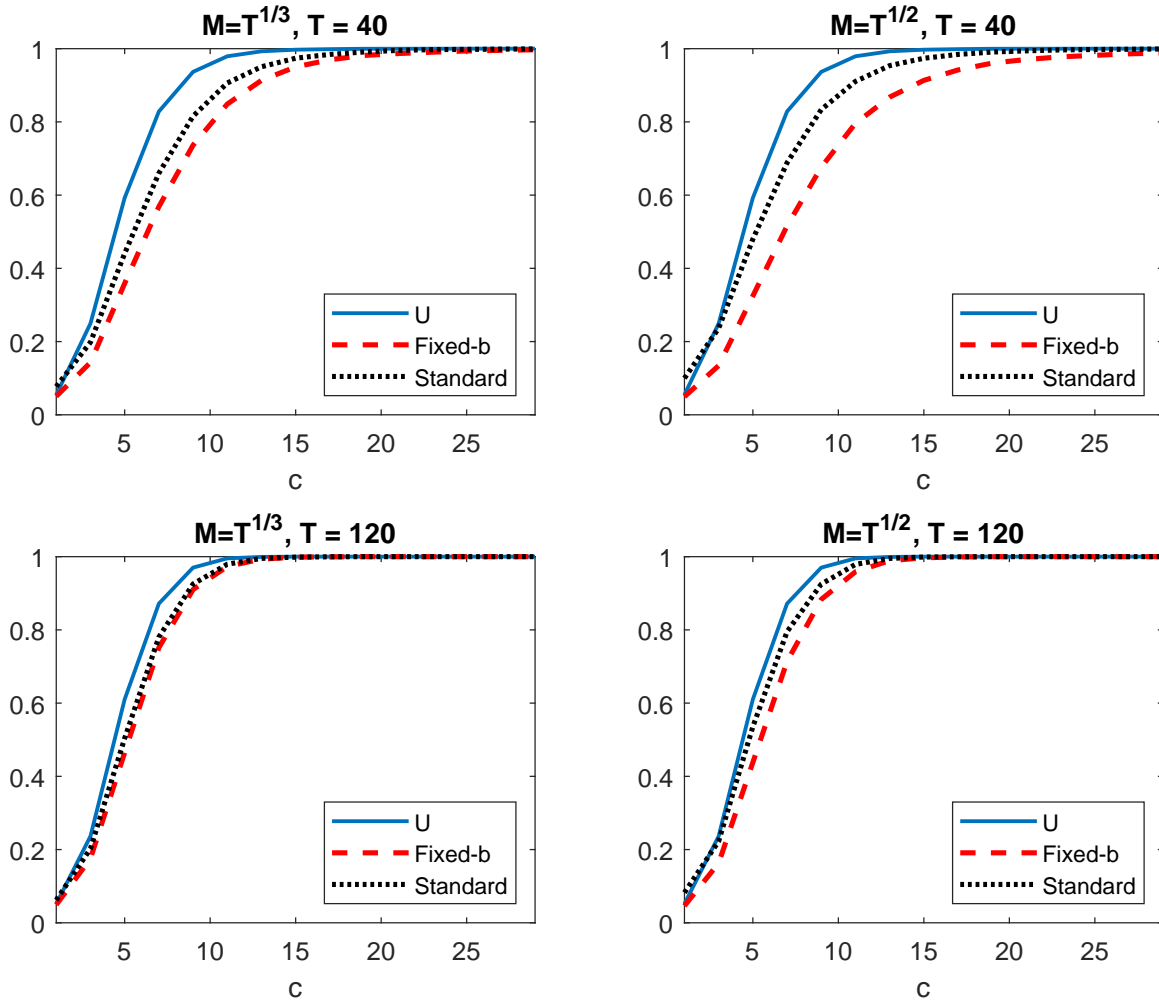 M=T^{1/3}, T = 40
1
0.8
0.6
0.4
0.2
0
5 10 15 20 25
c
U
Fixed-b
Standard
M=T^{1/2}, T = 40
1
0.8
0.6
0.4
0.2
0
5 10 15 20 25
c
U
Fixed-b
Standard
M=T^{1/3}, T = 120
1
0.8
0.6
0.4
0.2
0
5 10 15 20 25
c
U
Fixed-b
Standard
M=T^{1/2}, T = 120
1
0.8
0.6
0.4
0.2
0
5 10 15 20 25
c
U
Fixed-b
Standard